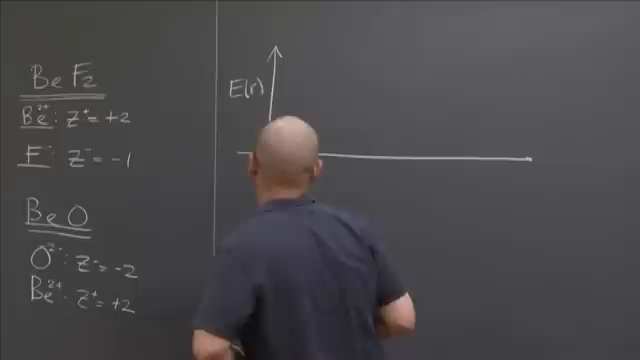 BeF₂
Be²⁺: Z⁺ = +2
F⁻: Z⁻ = -1
BeO
O²⁻: Z⁻ = -2
Be²⁺: Z⁺ = +2
E(r)